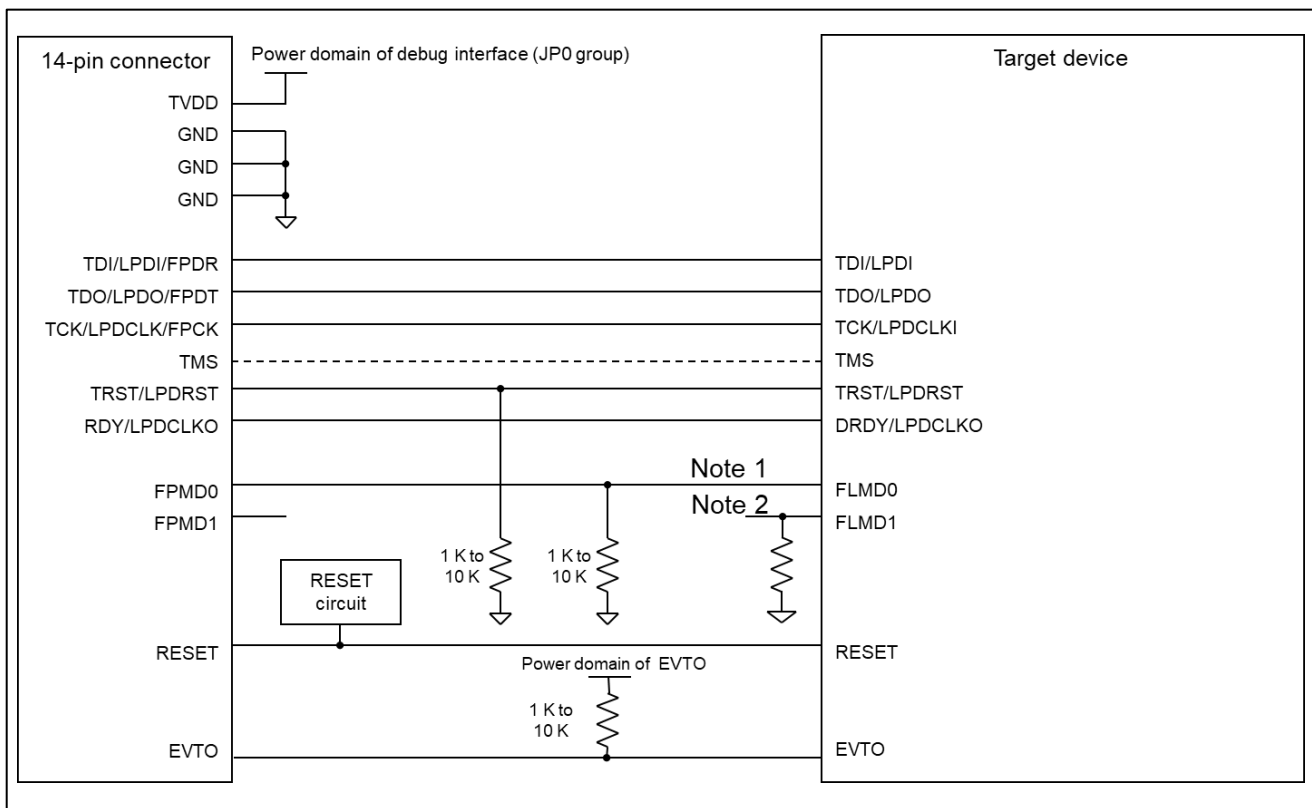 14-pin connector
Power domain of debug interface (JP0 group)
Target device
TVDD
GND
GND
GND
TDI/LPDI/FPDR
TDI/LPDI
TDO/LPDO/FPDT
TDO/LPDO
TCK/LPDCLK/FPCK
TCK/LPDCLKI
TMS
TMS
TRST/LPDRST
TRST/LPDRST
RDY/LPDCLKO
DRDY/LPDCLKO
Note 1
FPMD0
FLMD0
Note 2
FPMD1
FLMD1
1 K to
10 K
1 K to
10 K
RESET
circuit
RESET
RESET
Power domain of EVTO
1 K to
10 K
EVTO
EVTO